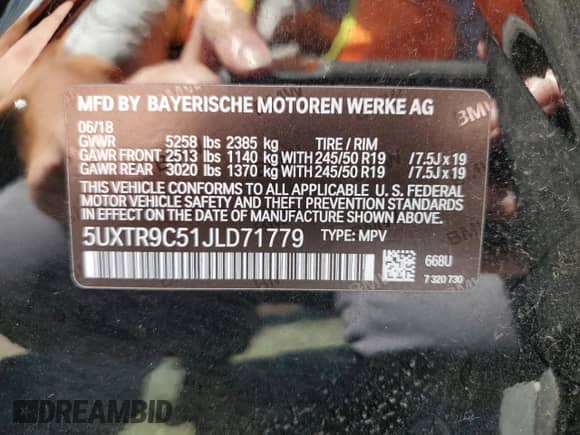 MFD BY BAYERISCHE MOTOREN WERKE AG
06/18
GVWR 5258 lbs 2385 kg TIRE / RIM
GAWR FRONT 2513 lbs 1140 kg WITH 245/50 R19 /7.5J x 19
GAWR REAR 3020 lbs 1370 kg WITH 245/50 R19 /7.5J x 19
THIS VEHICLE CONFORMS TO ALL APPLICABLE U. S. FEDERAL
MOTOR VEHICLE SAFETY AND THEFT PREVENTION STANDARDS
IN EFFECT ON THE DATE OF MANUFACTURE SHOWN ABOVE.
5UXTR9C51JLD71779 TYPE: MPV
668U
7 320 730
BMW
DREAMBID